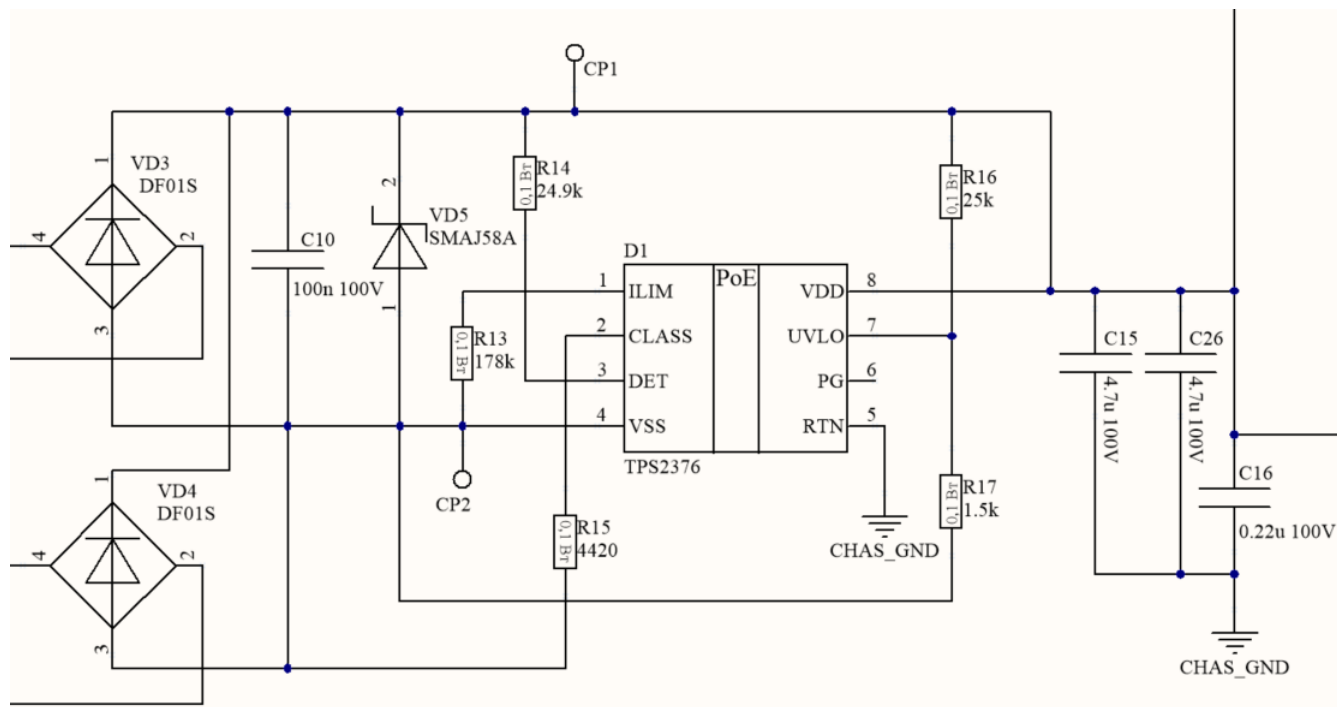 CP1
1
VD3
DF01S
4
2
3
C10
100n 100V
2
VD5
SMAJ58A
1
0,1 Вт
R14
24.9k
0,1 Вт
R16
25k
D1
PoE
1
ILIM
VDD
8
2
CLASS
UVLO
7
3
DET
PG
6
4
VSS
RTN
5
TPS2376
0,1 Вт
R13
178k
CP2
C15
4.7u 100V
C26
4.7u 100V
C16
0.22u 100V
1
VD4
DF01S
4
2
3
0,1 Вт
R15
4420
CHAS_GND
0,1 Вт
R17
1.5k
CHAS_GND